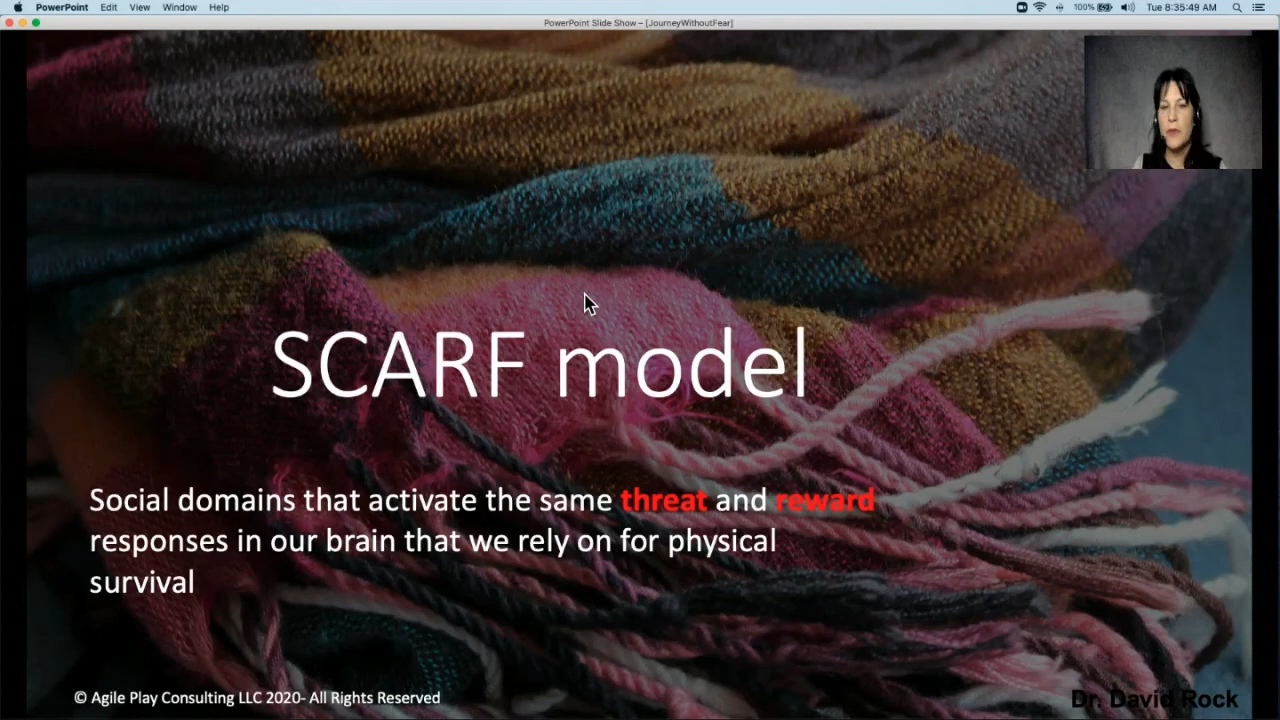 PowerPoint Edit View Window Help 100% Tue 8:35:49 AM
PowerPoint Slide Show – [JourneyWithoutFear]
SCARF model
Social domains that activate the same threat and reward
responses in our brain that we rely on for physical
survival
© Agile Play Consulting LLC 2020- All Rights Reserved
Dr. David Rock